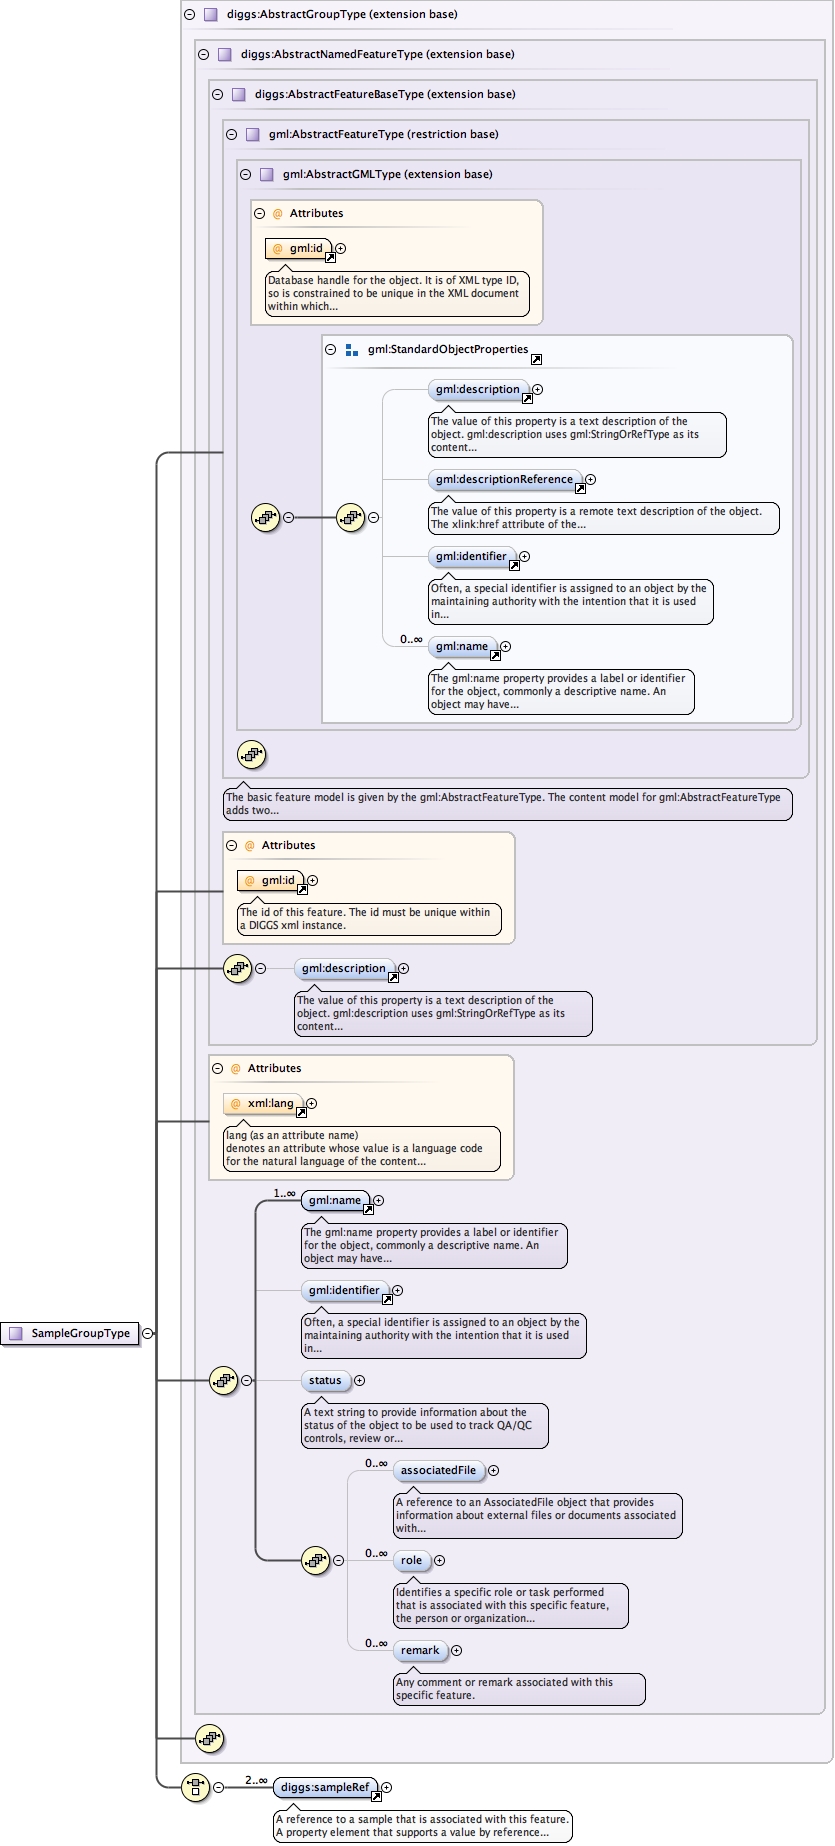 diggs:AbstractGroupType (extension base)
diggs:AbstractNamedFeatureType (extension base)
diggs:AbstractFeatureBaseType (extension base)
gml:AbstractFeatureType (restriction base)
gml:AbstractGMLType (extension base)
@ Attributes
@ gml:id
Database handle for the object. It is of XML type ID,
so is constrained to be unique in the XML document
within which...
gml:StandardObjectProperties
gml:description
The value of this property is a text description of the
object. gml:description uses gml:StringOrRefType as its
content...
gml:descriptionReference
The value of this property is a remote text description of the object.
The xlink:href attribute of the...
gml:identifier
Often, a special identifier is assigned to an object by the
maintaining authority with the intention that it is used
in...
0..∞
gml:name
The gml:name property provides a label or identifier
for the object, commonly a descriptive name. An
object may have...
The basic feature model is given by the gml:AbstractFeatureType. The content model for gml:AbstractFeatureType
adds two...
@ Attributes
@ gml:id
The id of this feature. The id must be unique within
a DIGGS xml instance.
gml:description
The value of this property is a text description of the
object. gml:description uses gml:StringOrRefType as its
content...
@ Attributes
@ xml:lang
lang (as an attribute name)
denotes an attribute whose value is a language code
for the natural language of the content...
1..∞
gml:name
The gml:name property provides a label or identifier
for the object, commonly a descriptive name. An
object may have...
gml:identifier
Often, a special identifier is assigned to an object by the
maintaining authority with the intention that it is used
in...
SampleGroupType
status
A text string to provide information about the
status of the object to be used to track QA/QC
controls, review or...
0..∞
associatedFile
A reference to an AssociatedFile object that provides
information about external files or documents associated
with...
0..∞
role
Identifies a specific role or task performed
that is associated with this specific feature,
the person or organization...
0..∞
remark
Any comment or remark associated with this
specific feature.
2..∞
diggs:sampleRef
A reference to a sample that is associated with this feature.
A property element that supports a value by reference...